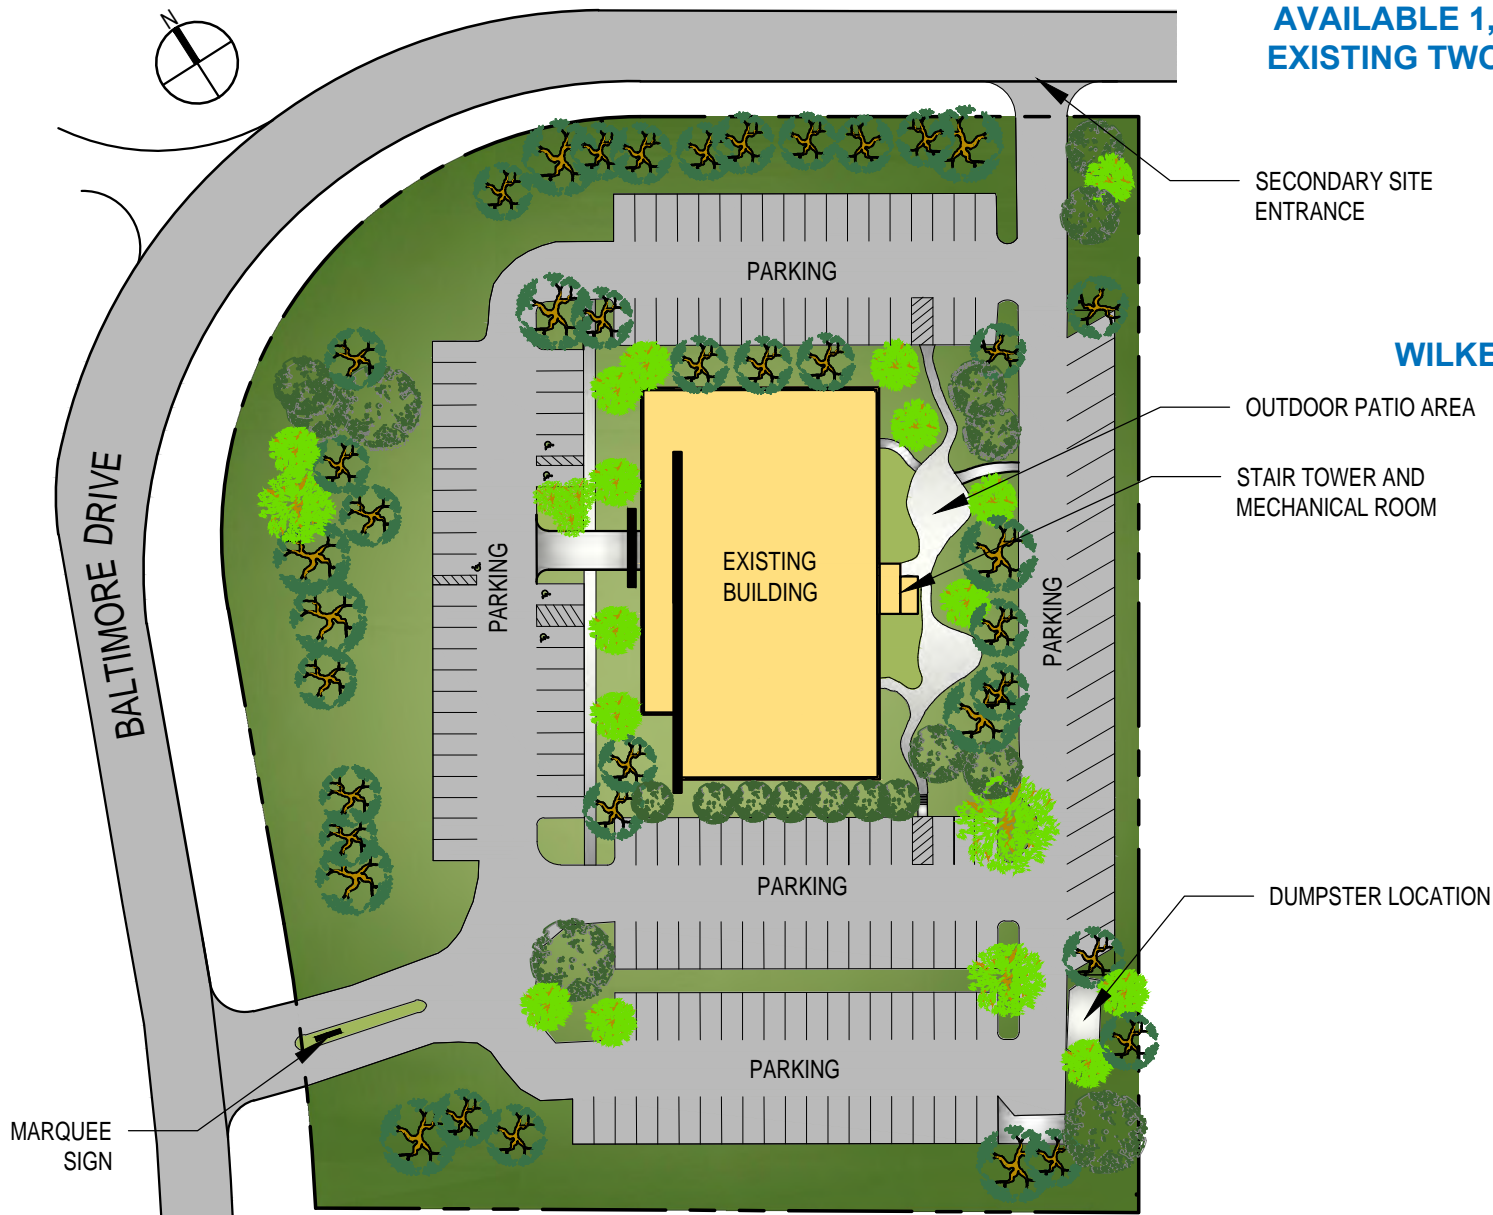 N
AVAILABLE 1,
EXISTING TWO
SECONDARY SITE
ENTRANCE
PARKING
WILKE
OUTDOOR PATIO AREA
STAIR TOWER AND
MECHANICAL ROOM
BALTIMORE DRIVE
PARKING
EXISTING
BUILDING
PARKING
PARKING
DUMPSTER LOCATION
PARKING
MARQUEE
SIGN